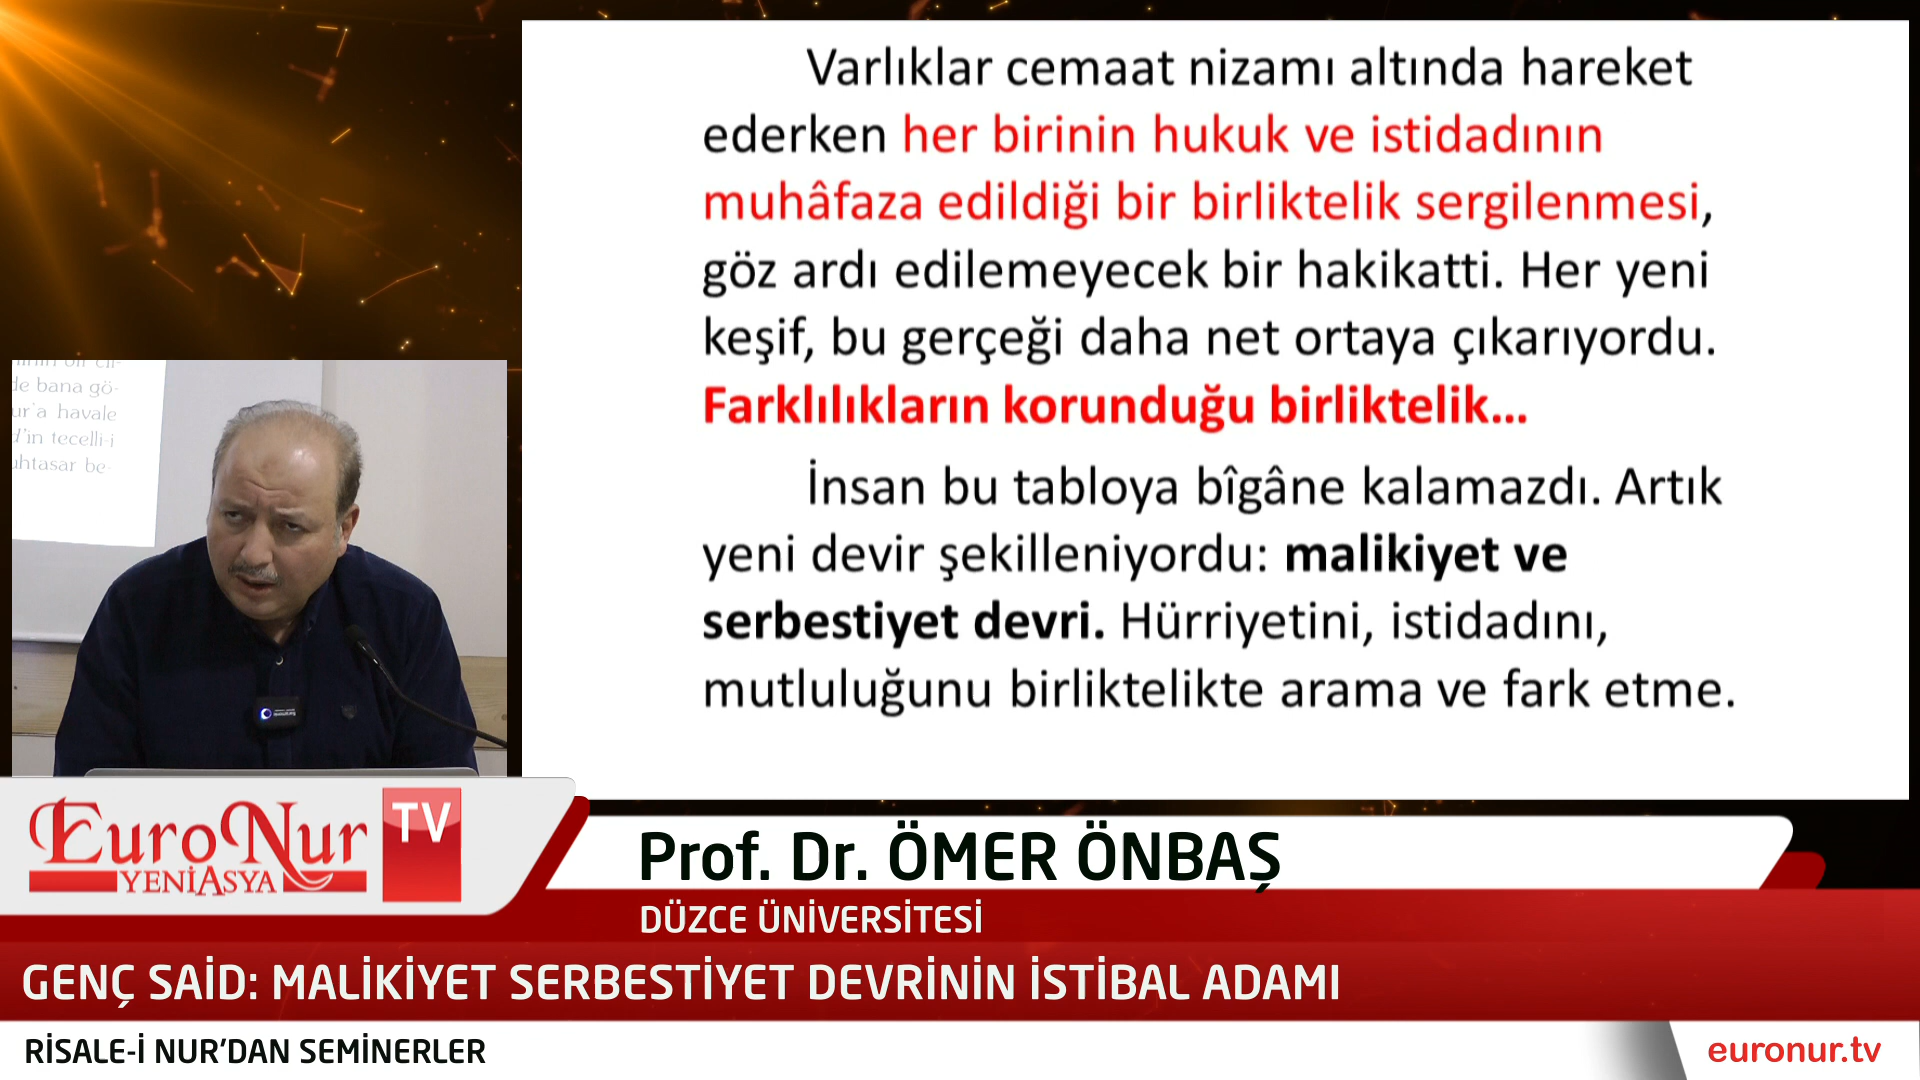 Varlıklar cemaat nizamı altında hareket
ederken her birinin hukuk ve istidadının
muhâfaza edildiği bir birliktelik sergilenmesi,
göz ardı edilemeyecek bir hakikatti. Her yeni
keşif, bu gerçeği daha net ortaya çıkarıyordu.
Farklılıkların korunduğu birliktelik...
İnsan bu tabloya bîgâne kalamazdı. Artık
yeni devir şekilleniyordu: malikiyet ve
serbestiyet devri. Hürriyetini, istidadını,
mutluluğunu birliktelikte arama ve fark etme.
de bana gö-
ur'a havale
d'in tecelli-i
uhtasar be-
EURONUR TV
YENİASYA
Prof. Dr. ÖMER ÖNBAŞ
DÜZCE ÜNİVERSİTESİ
GENÇ SAİD: MALİKİYET SERBESTİYET DEVRİNİN İSTİBAL ADAMI
RİSALE-İ NUR'DAN SEMİNERLER
euronur.tv